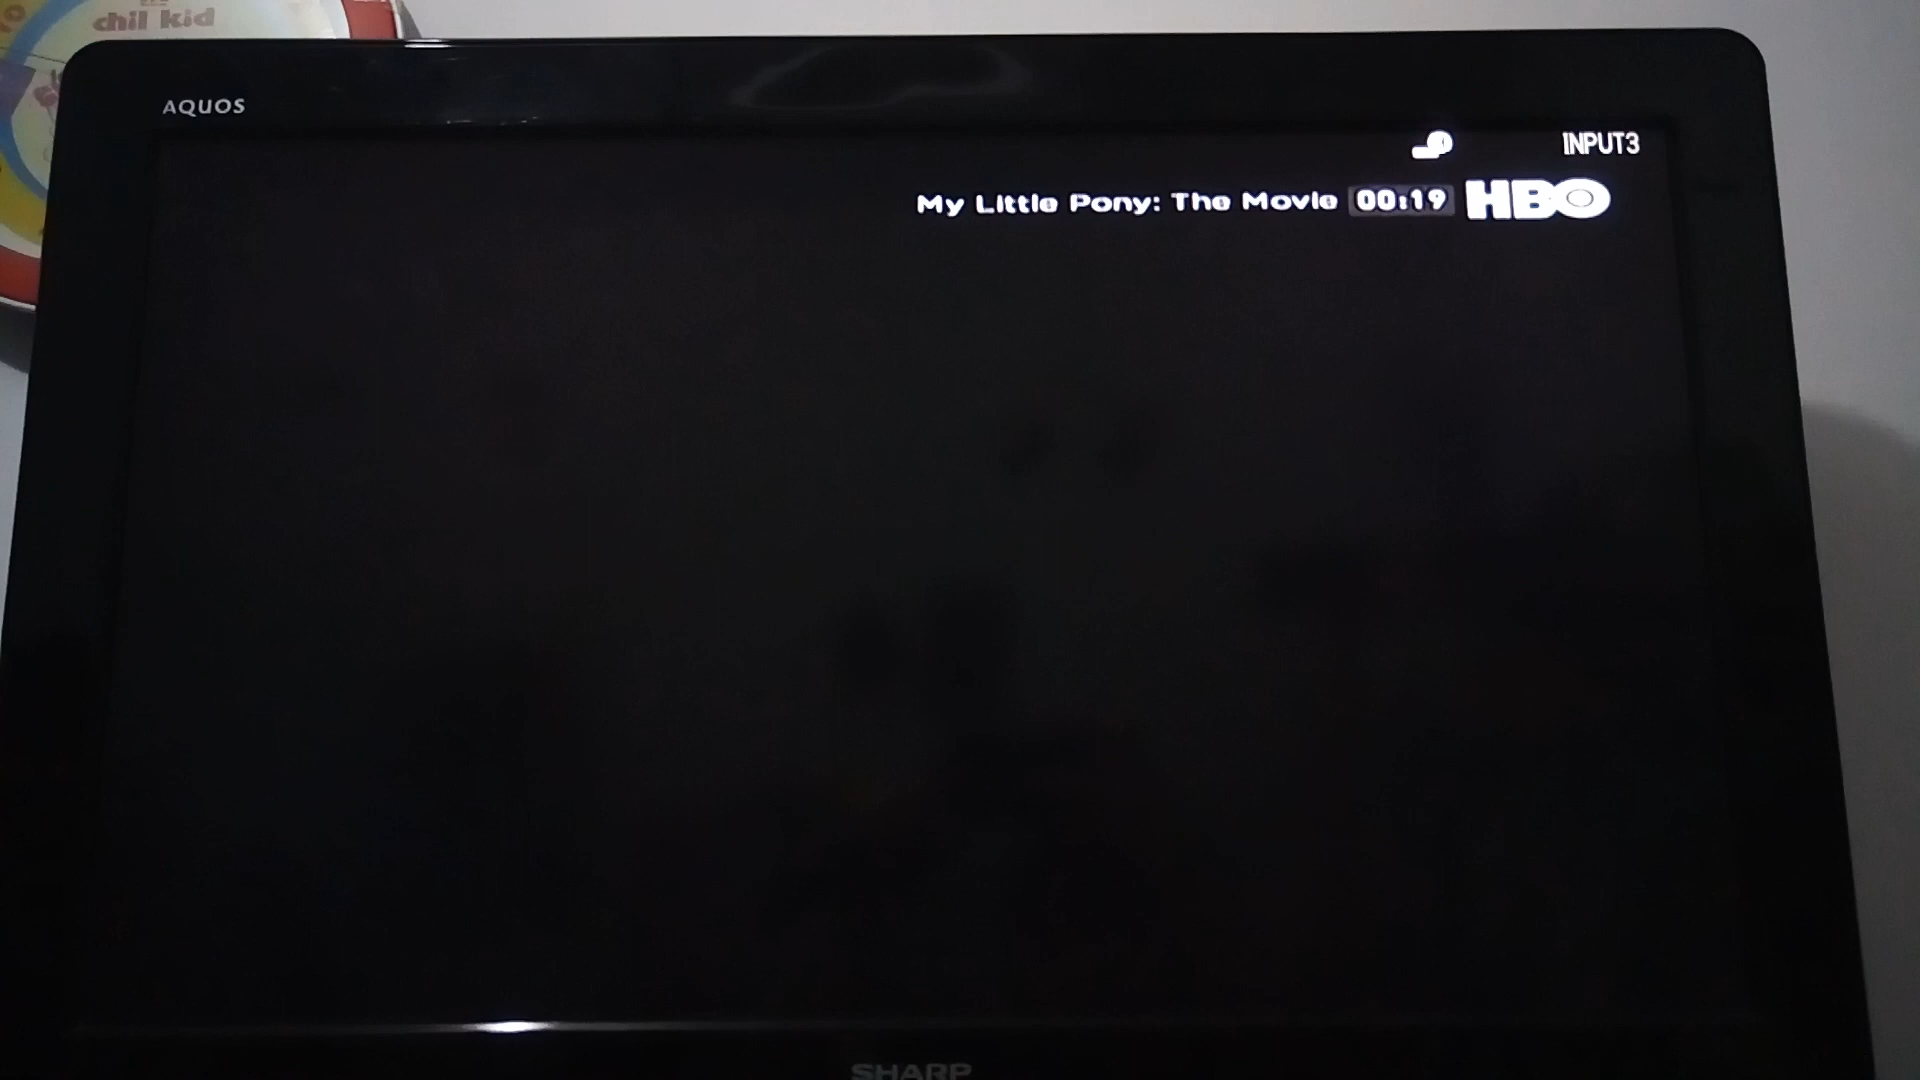 chil kid
AQUOS
INPUT3
My Little Pony: The Movie 00:19 HBO
SHARP